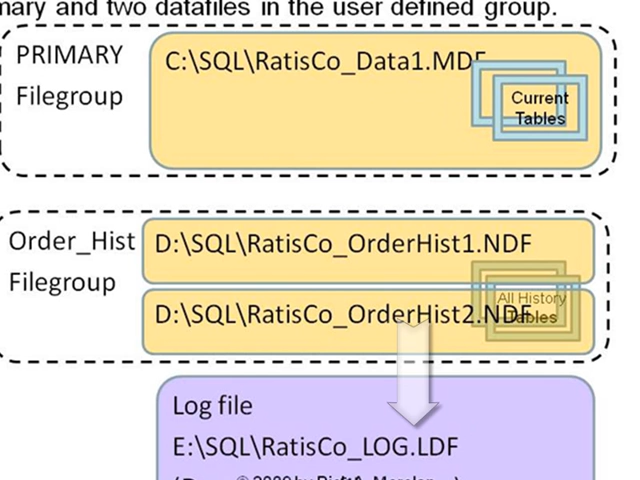 mary and two datafiles in the user defined group.
PRIMARY
Filegroup
C:\SQL\RatisCo_Data1.MDF
Current
Tables
Order_Hist
Filegroup
D:\SQL\RatisCo_OrderHist1.NDF
D:\SQL\RatisCo_OrderHist2.NDF
All History
Tables
Log file
E:\SQL\RatisCo_LOG.LDF